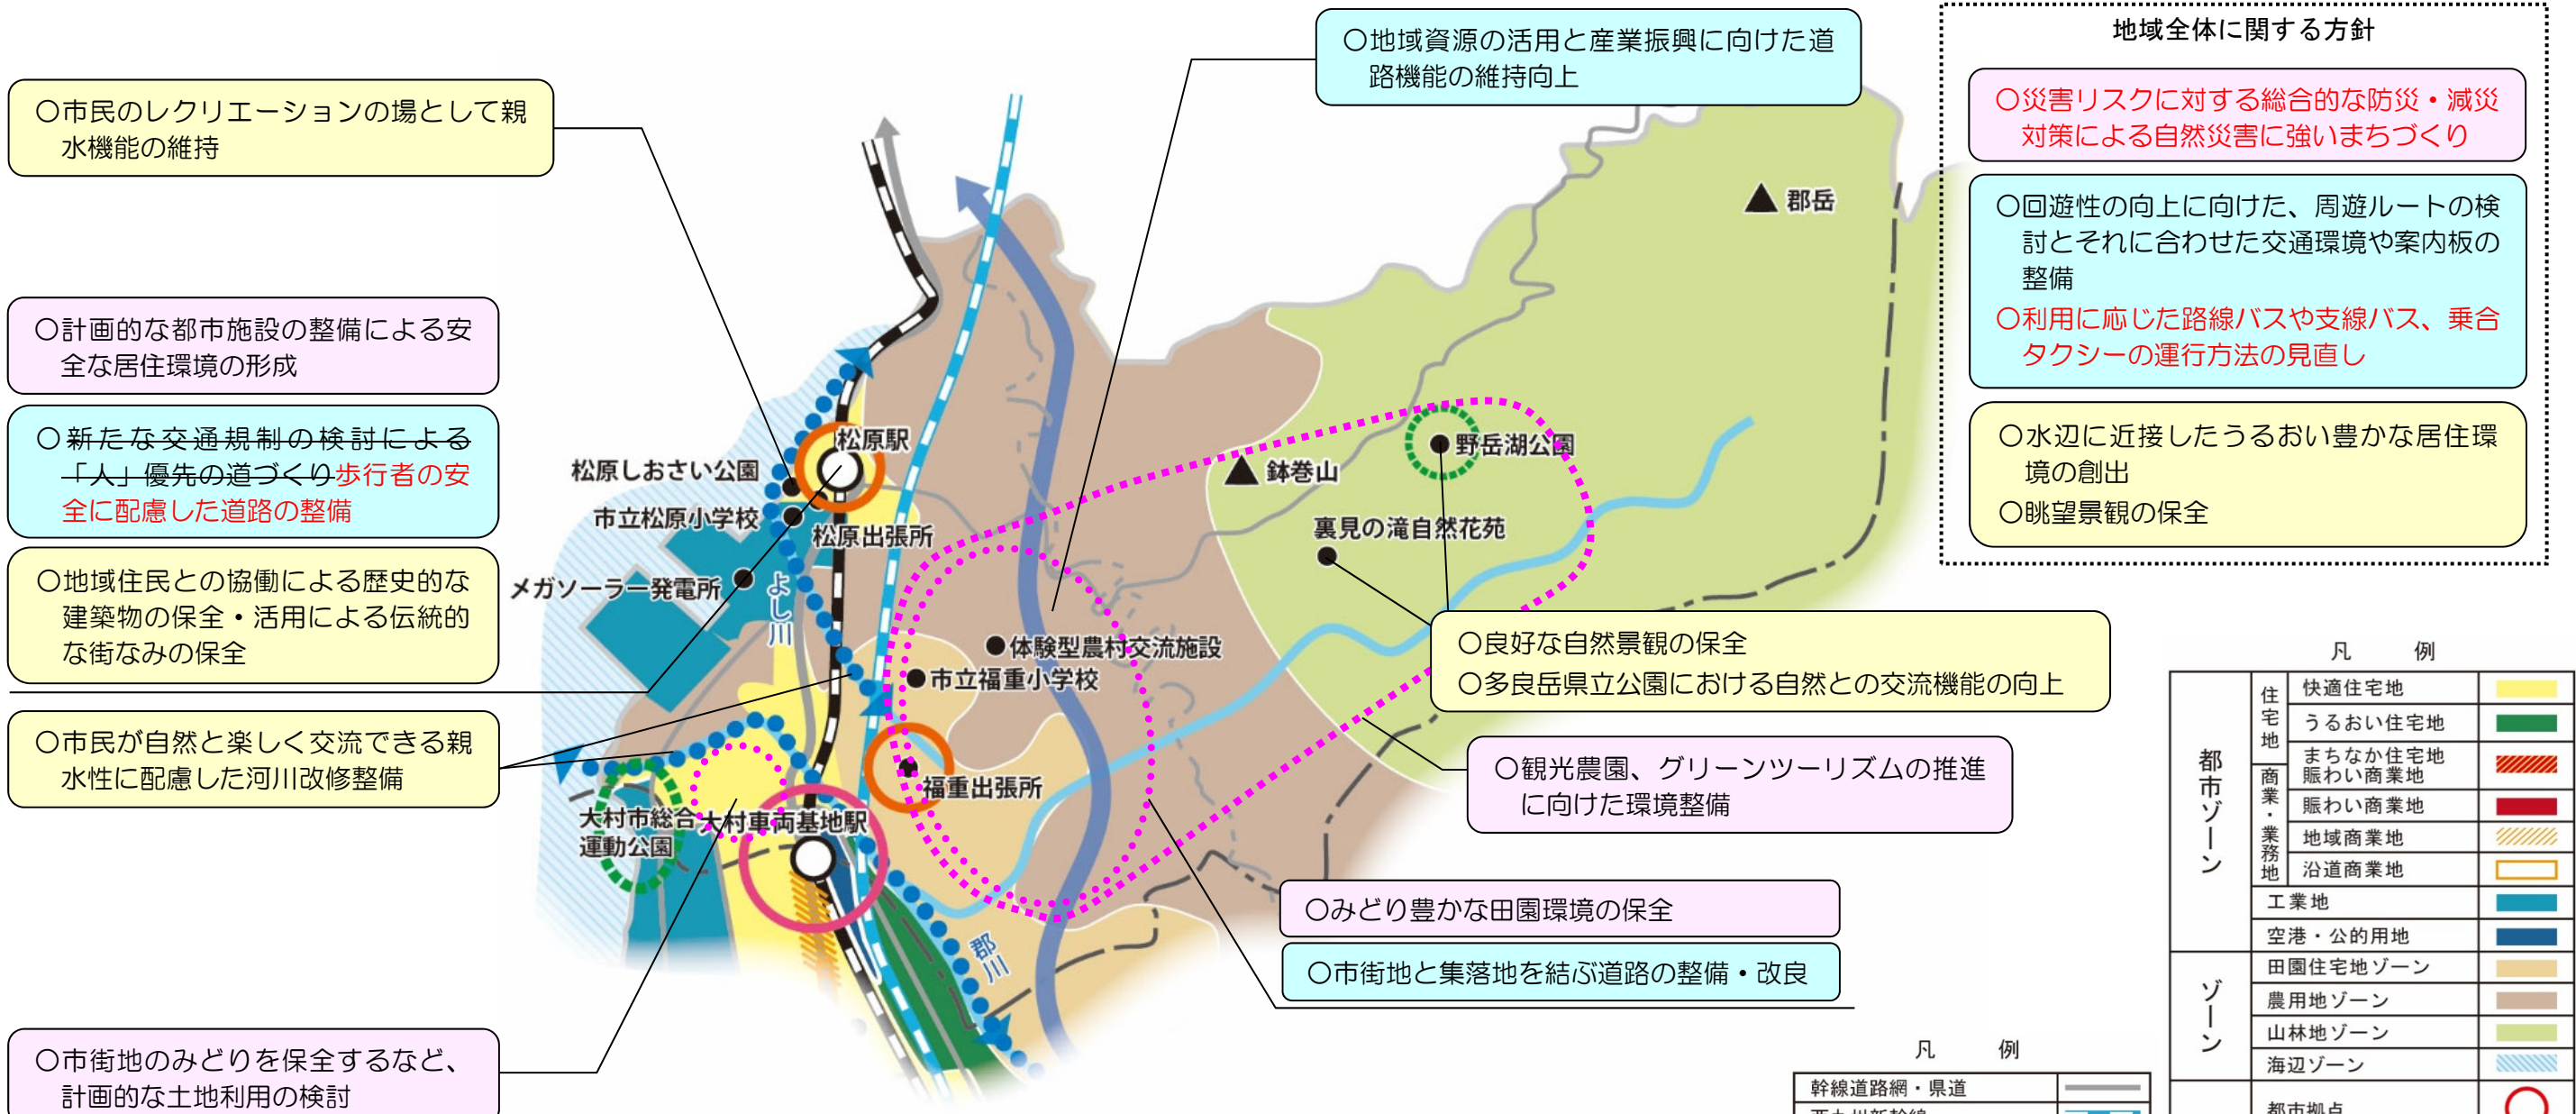 ○地域資源の活用と産業振興に向けた道
路機能の維持向上
地域全体に関する方針
○災害リスクに対する総合的な防災・減災
対策による自然災害に強いまちづくり
○回遊性の向上に向けた、周遊ルートの検
討とそれに合わせた交通環境や案内板の
整備
○利用に応じた路線バスや支線バス、乗合
タクシーの運行方法の見直し
○水辺に近接したうるおい豊かな居住環
境の創出
○眺望景観の保全
○市民のレクリエーションの場として親
水機能の維持
○計画的な都市施設の整備による安
全な居住環境の形成
○新たな交通規制の検討による
「人」優先の道づくり歩行者の安
全に配慮した道路の整備
○地域住民との協働による歴史的な
建築物の保全・活用による伝統的
な街なみの保全
○市民が自然と楽しく交流できる親
水性に配慮した河川改修整備
○市街地のみどりを保全するなど、
計画的な土地利用の検討
郡岳
松原駅
松原しおさい公園
市立松原小学校
松原出張所
メガソーラー発電所
よし川
野岳湖公園
鉢巻山
裏見の滝自然花苑
体験型農村交流施設
市立福重小学校
福重出張所
大村市総合
運動公園
大村車両基地駅
郡川
○良好な自然景観の保全
○多良岳県立公園における自然との交流機能の向上
○観光農園、グリーンツーリズムの推進
に向けた環境整備
○みどり豊かな田園環境の保全
○市街地と集落地を結ぶ道路の整備・改良
凡 例
幹線道路網・県道
西九州新幹線
凡 例
都市ゾーン
住宅地
快適住宅地
うるおい住宅地
まちなか住宅地
賑わい商業地
商業・業務地
賑わい商業地
地域商業地
沿道商業地
工業地
空港・公的用地
ゾーン
田園住宅地ゾーン
農用地ゾーン
山林地ゾーン
海辺ゾーン
都市拠点